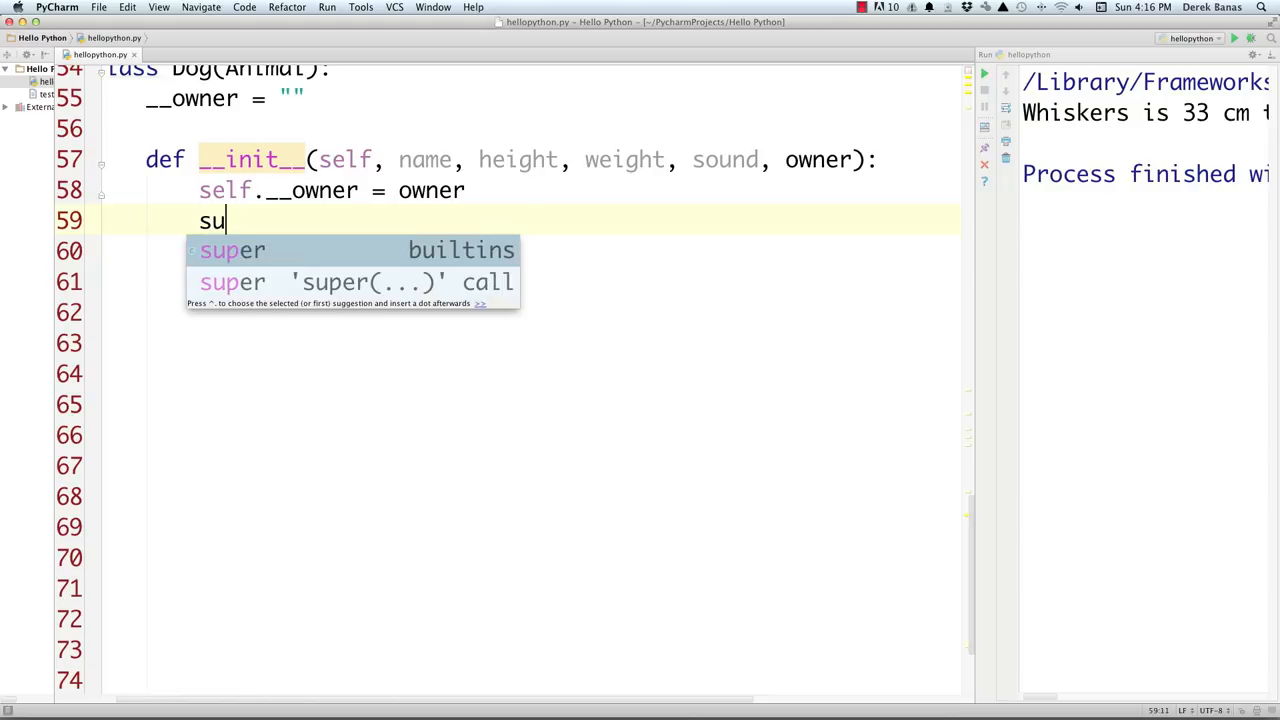 PyCharm File Edit View Navigate Code Refactor Run Tools VCS Window Help 10 Sun 4:16 PM Derek Banas
hellopython.py – Hello Python – [~/PycharmProjects/Hello Python]
Hello Python hellopython.py hellopython
hellopython.py × Run hellopython
Hello P
hell
test
Externa
54 lass Dog(Animal):
55 __owner = ""
56
57 def __init__(self, name, height, weight, sound, owner):
58 self.__owner = owner
59 su
60 super builtins
61 super 'super(...)' call
Press ^. to choose the selected (or first) suggestion and insert a dot afterwards >>
62
63
64
65
66
67
68
69
70
71
72
73
74
/Library/Frameworks
Whiskers is 33 cm t
Process finished wi
59:11 LF UTF-8